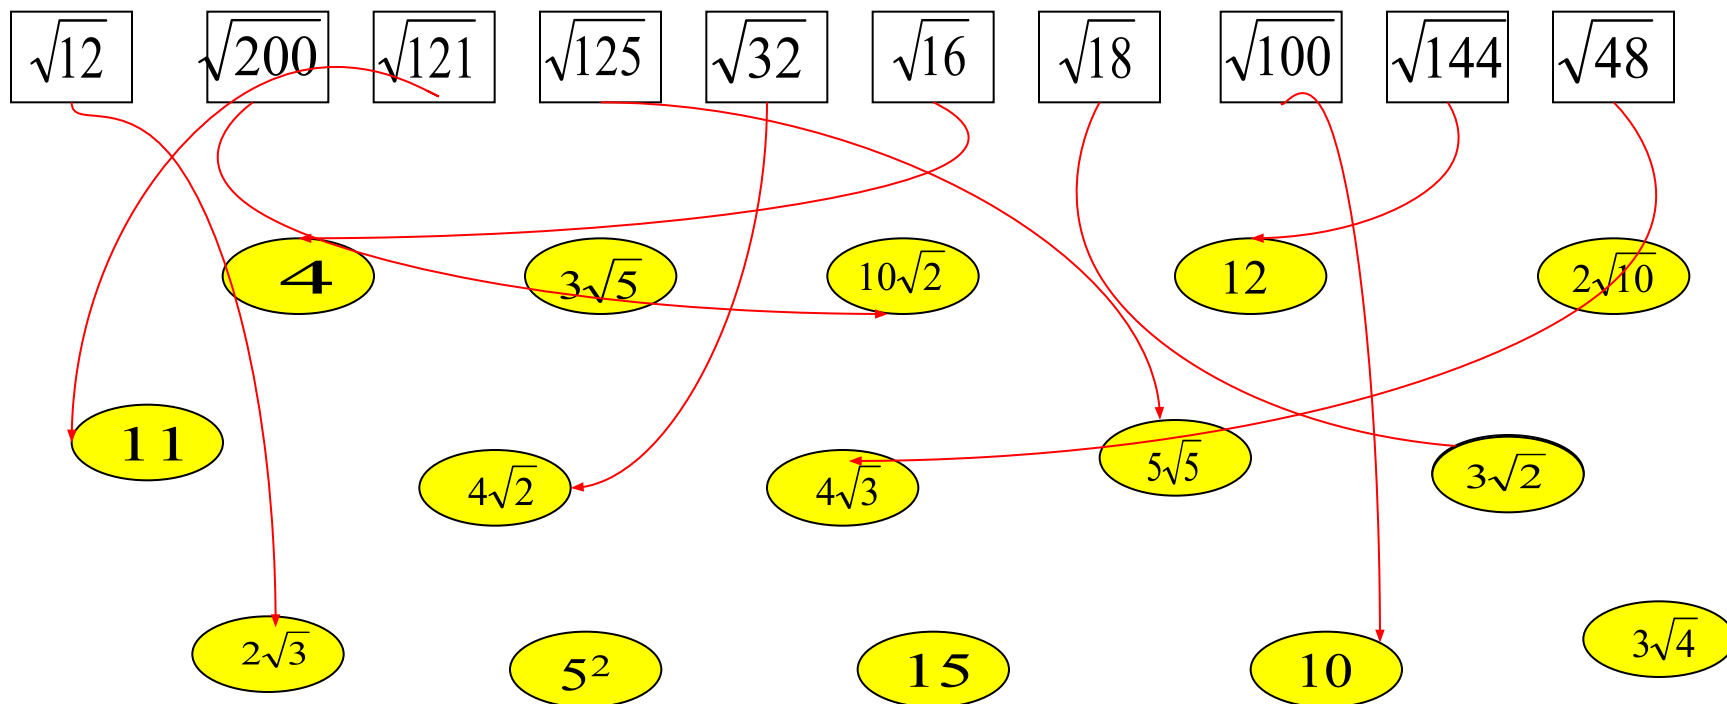 √12 √200 √121 √125 √32 √16 √18 √100 √144 √48
4 3√5 10√2 12 2√10
11 4√2 4√3 5√5 3√2
2√3 5² 15 10 3√4